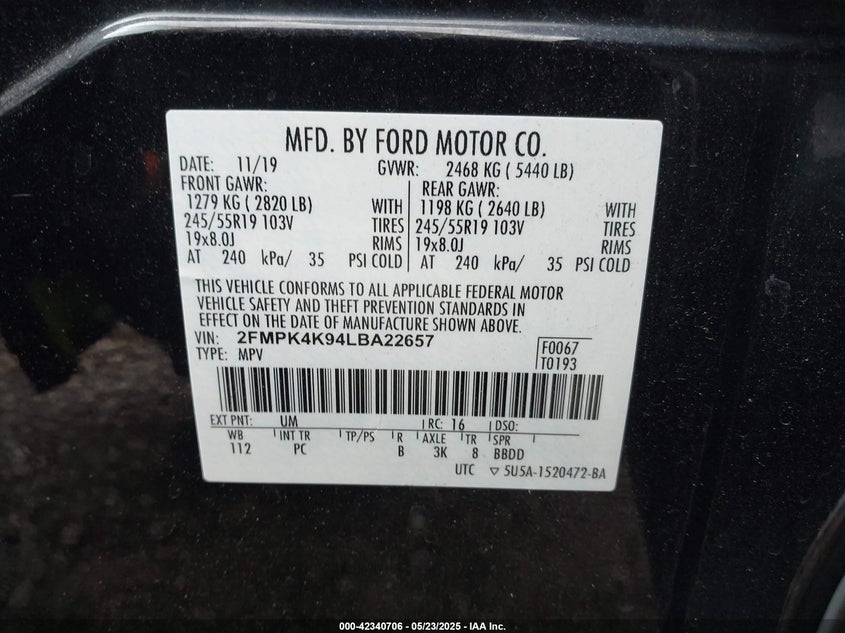 MFD. BY FORD MOTOR CO.
DATE: 11/19 GVWR: 2468 KG ( 5440 LB)
FRONT GAWR: REAR GAWR:
1279 KG ( 2820 LB) WITH 1198 KG ( 2640 LB) WITH
245/55R19 103V TIRES 245/55R19 103V TIRES
19x8.0J RIMS 19x8.0J RIMS
AT 240 kPa/ 35 PSI COLD AT 240 kPa/ 35 PSI COLD
THIS VEHICLE CONFORMS TO ALL APPLICABLE FEDERAL MOTOR
VEHICLE SAFETY AND THEFT PREVENTION STANDARDS IN
EFFECT ON THE DATE OF MANUFACTURE SHOWN ABOVE.
VIN: 2FMPK4K94LBA22657 F0067
TYPE: MPV T0193
EXT PNT: UM RC: 16 DSO:
WB INT TR TP/PS R AXLE TR SPR
112 PC B 3K 8 BBDD
UTC ▽ 5U5A-1520472-BA
000-42340706 - 05/23/2025 - IAA Inc.